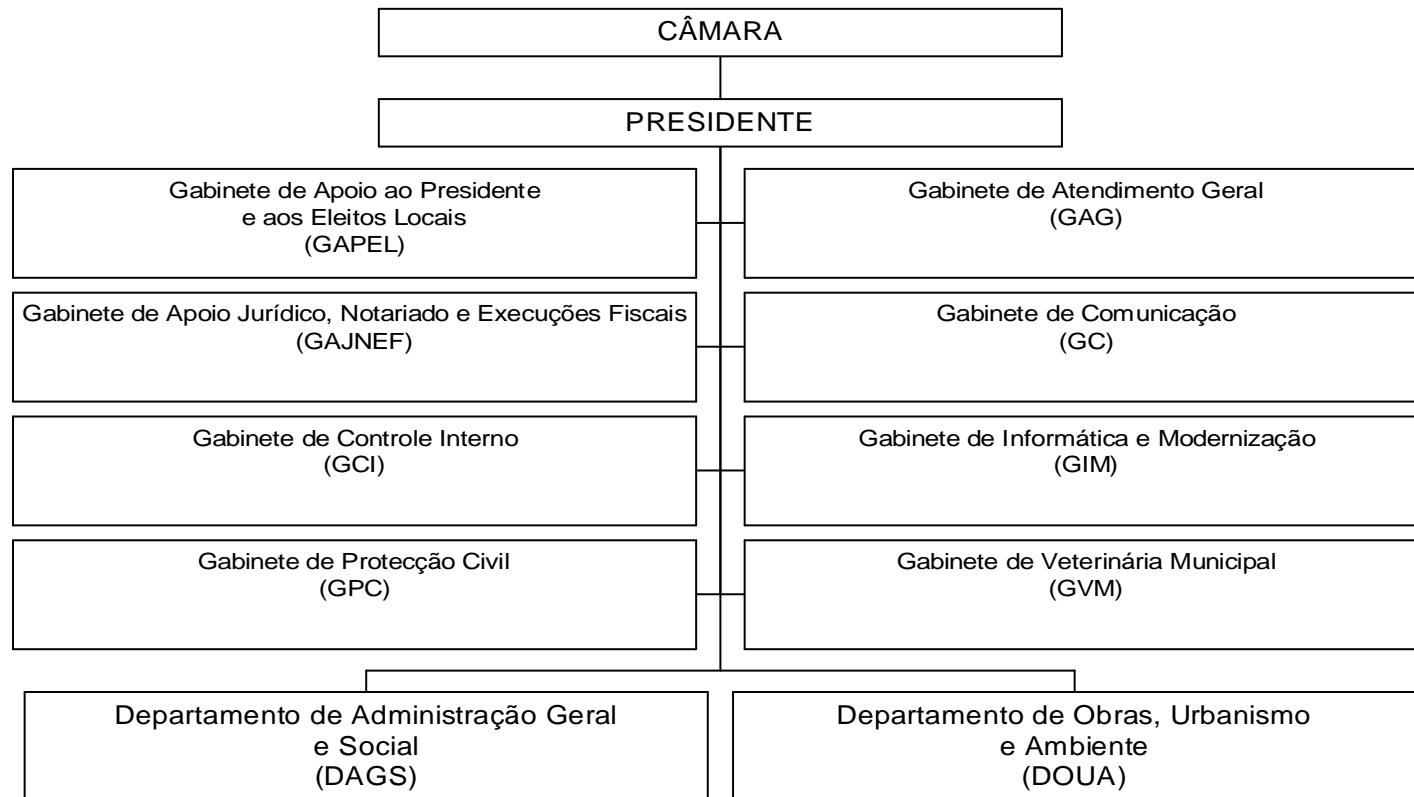 CÂMARA
PRESIDENTE
Gabinete de Apoio ao Presidente
e aos Eleitos Locais
(GAPEL)
Gabinete de Atendimento Geral
(GAG)
Gabinete de Apoio Jurídico, Notariado e Execuções Fiscais
(GAJNEF)
Gabinete de Comunicação
(GC)
Gabinete de Controle Interno
(GCI)
Gabinete de Informática e Modernização
(GIM)
Gabinete de Protecção Civil
(GPC)
Gabinete de Veterinária Municipal
(GVM)
Departamento de Administração Geral
e Social
(DAGS)
Departamento de Obras, Urbanismo
e Ambiente
(DOUA)